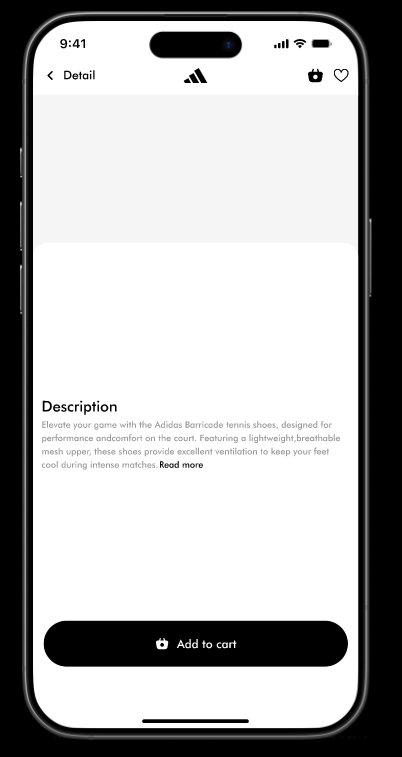 9:41
Detail
Description
Elevate your game with the Adidas Barricade tennis shoes, designed for
performance andcomfort on the court. Featuring a lightweight,breathable
mesh upper, these shoes provide excellent ventilation to keep your feet
cool during intense matches. Read more
Add to cart